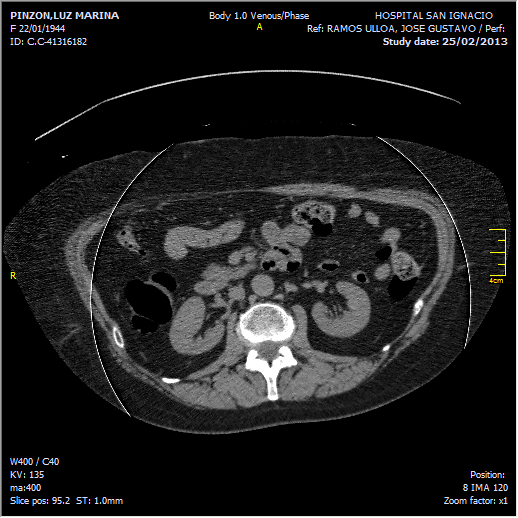 PINZON,LUZ MARINA
F 22/01/1944
ID: C.C-41316182
Body 1.0 Venous/Phase
A
HOSPITAL SAN IGNACIO
Ref: RAMOS ULLOA, JOSE GUSTAVO / Perf:
Study date: 25/02/2013
R
4cm
W400 / C40
KV: 135
ma:400
Slice pos: 95.2 ST: 1.0mm
Position:
8 IMA 120
Zoom factor: x1